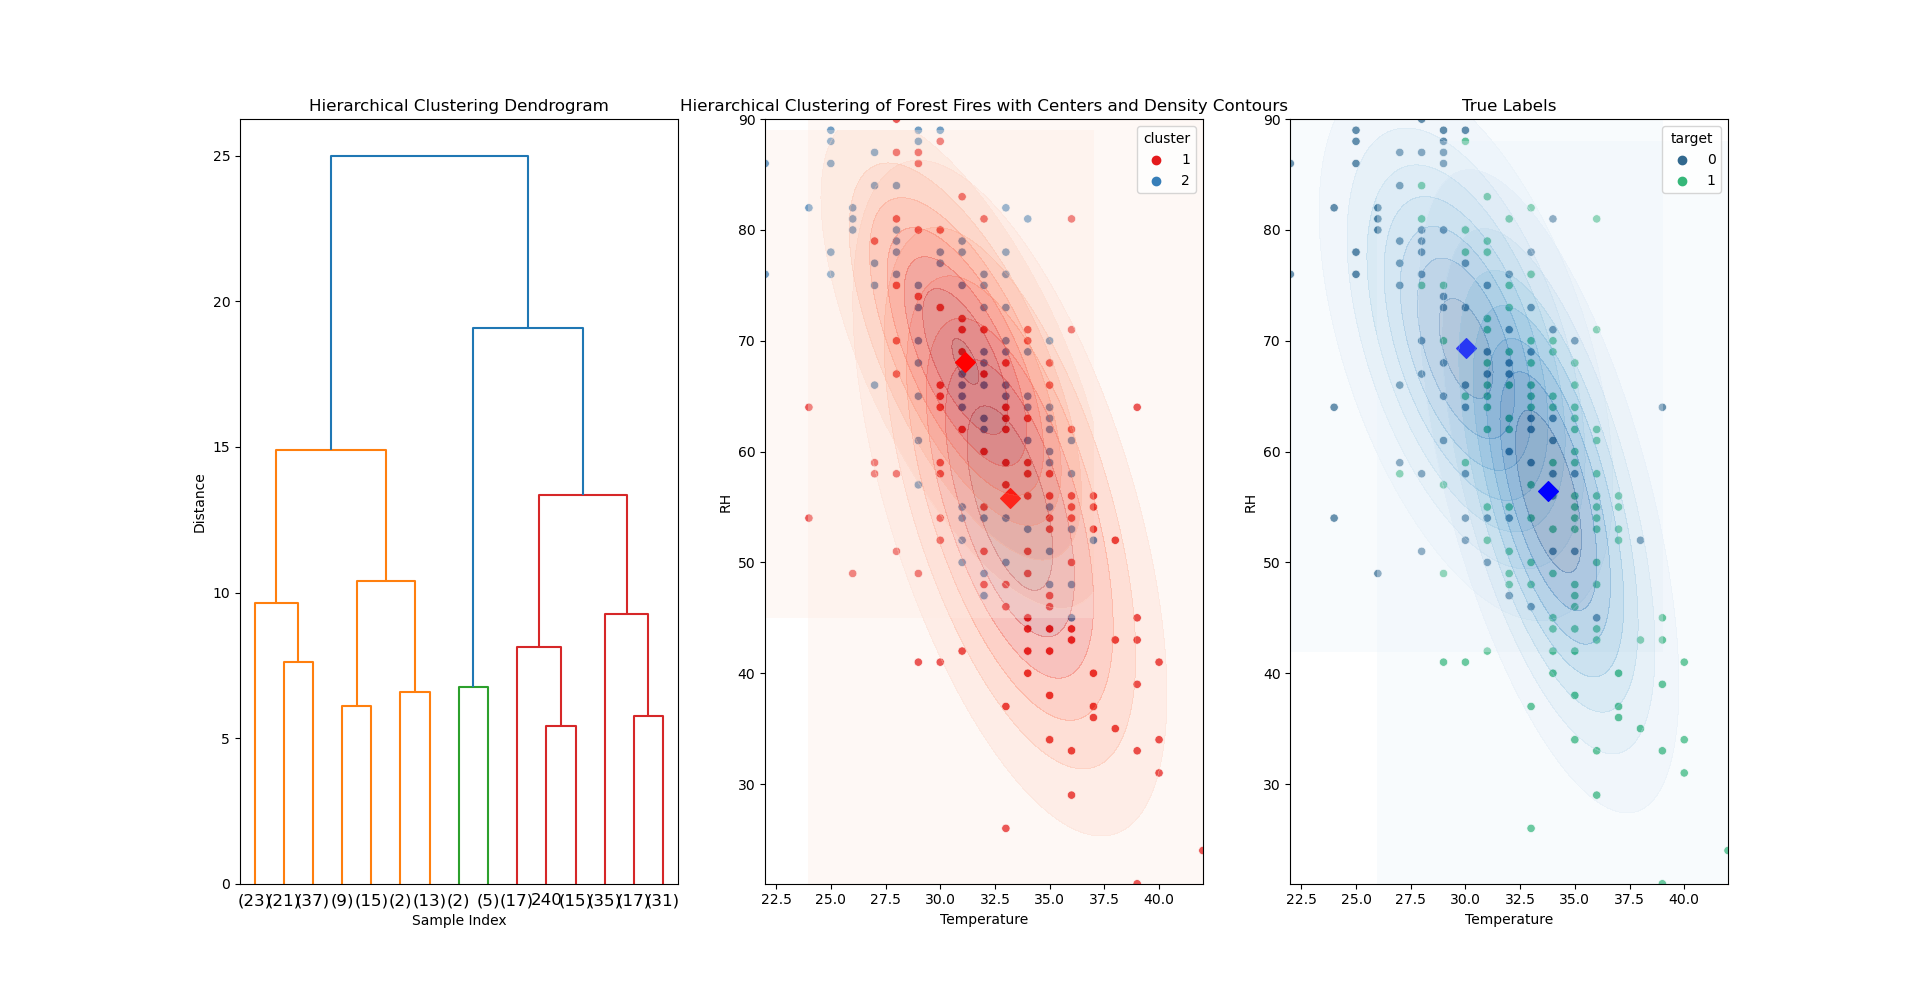 Hierarchical Clustering Dendrogram
Distance
25
20
15
10
5
0
(23)(21)(37) (9) (15) (2) (13) (2) (5) (17) 240 (15) (35) (17) (31)
Sample Index
Hierarchical Clustering of Forest Fires with Centers and Density Contours
cluster
1
2
RH
90
80
70
60
50
40
30
22.5 25.0 27.5 30.0 32.5 35.0 37.5 40.0
Temperature
True Labels
target
0
1
RH
90
80
70
60
50
40
30
22.5 25.0 27.5 30.0 32.5 35.0 37.5 40.0
Temperature